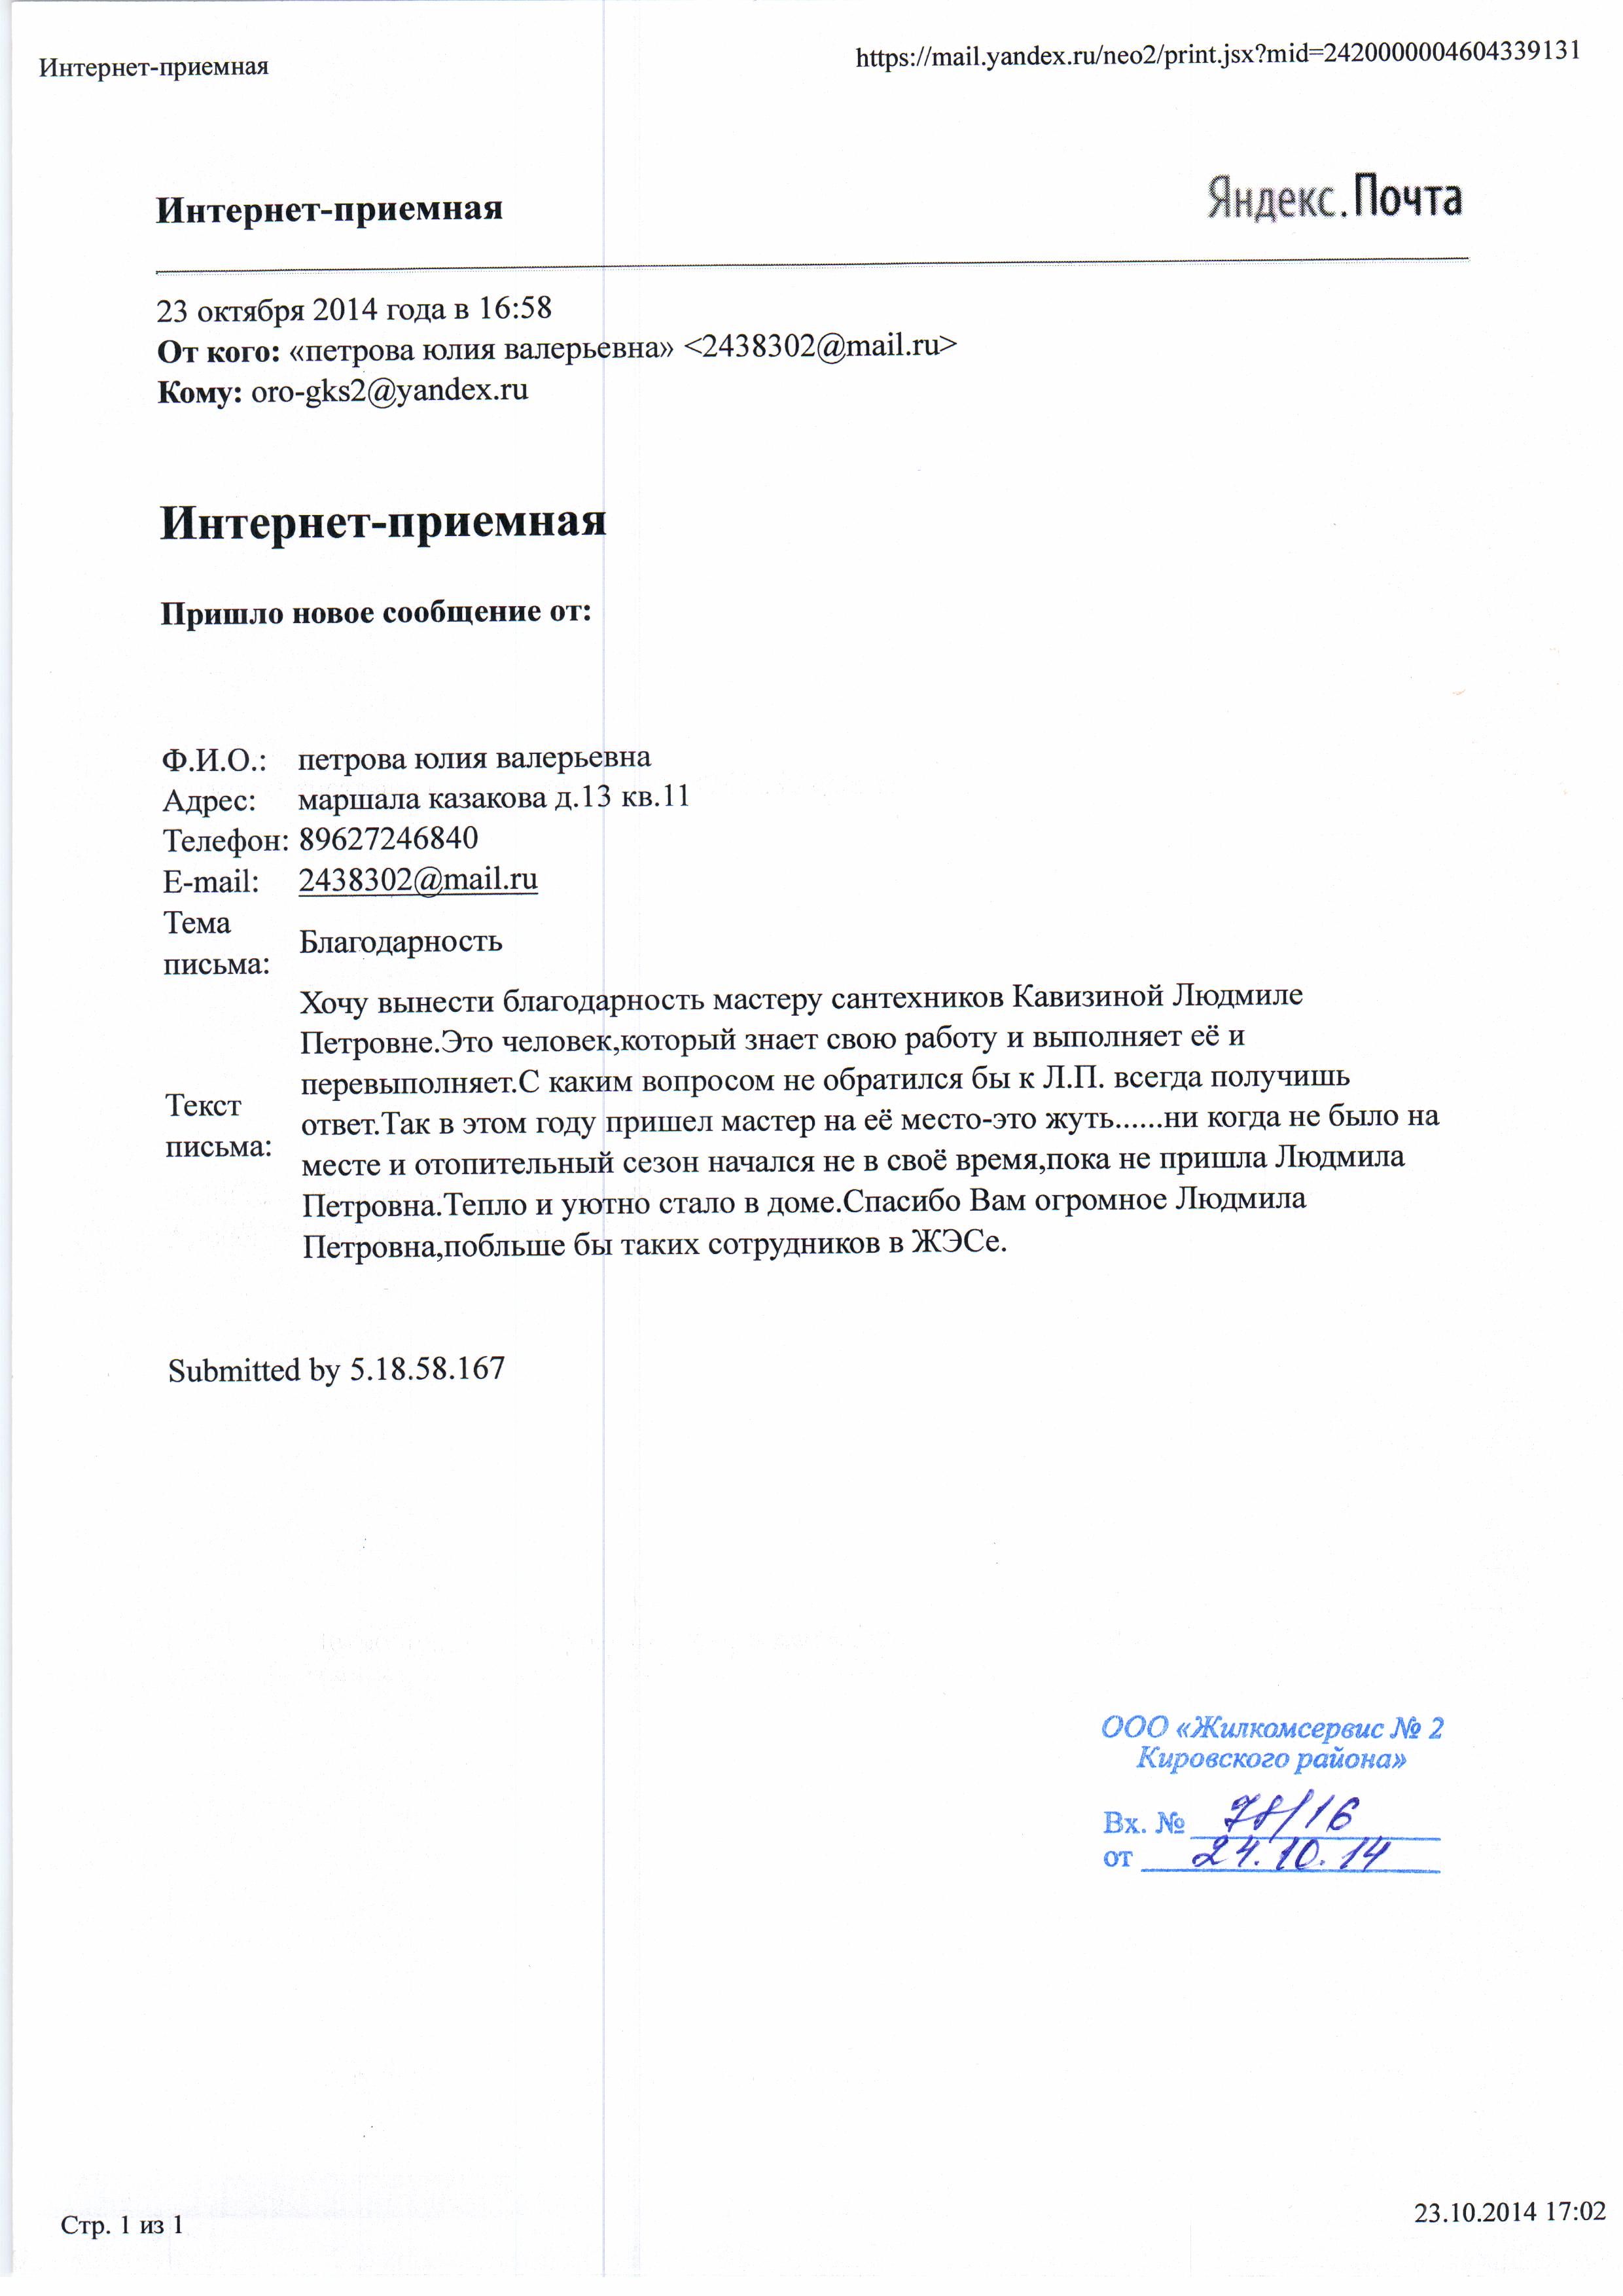 Интернет-приемная
https://mail.yandex.ru/neo2/print.jsx?mid=2420000004604339131
Интернет-приемная
Яндекс.Почта
23 октября 2014 года в 16:58
От кого: «петрова юлия валерьевна» <2438302@mail.ru>
Кому: oro-gks2@yandex.ru
Интернет-приемная
Пришло новое сообщение от:
Ф.И.О.: петрова юлия валерьевна
Адрес: маршала казакова д.13 кв.11
Телефон: 89627246840
E-mail: 2438302@mail.ru
Тема
письма:
Благодарность
Текст
письма:
Хочу вынести благодарность мастеру сантехников Кавизиной Людмиле
Петровне.Это человек,который знает свою работу и выполняет её и
перевыполняет.С каким вопросом не обратился бы к Л.П. всегда получишь
ответ.Так в этом году пришел мастер на её место-это жуть......ни когда не было на
месте и отопительный сезон начался не в своё время,пока не пришла Людмила
Петровна.Тепло и уютно стало в доме.Спасибо Вам огромное Людмила
Петровна,побльше бы таких сотрудников в ЖЭСе.
Submitted by 5.18.58.167
ООО «Жилкомсервис № 2
Кировского района»
Вх. № 78/16
от 24.10.14
Стр. 1 из 1
23.10.2014 17:02